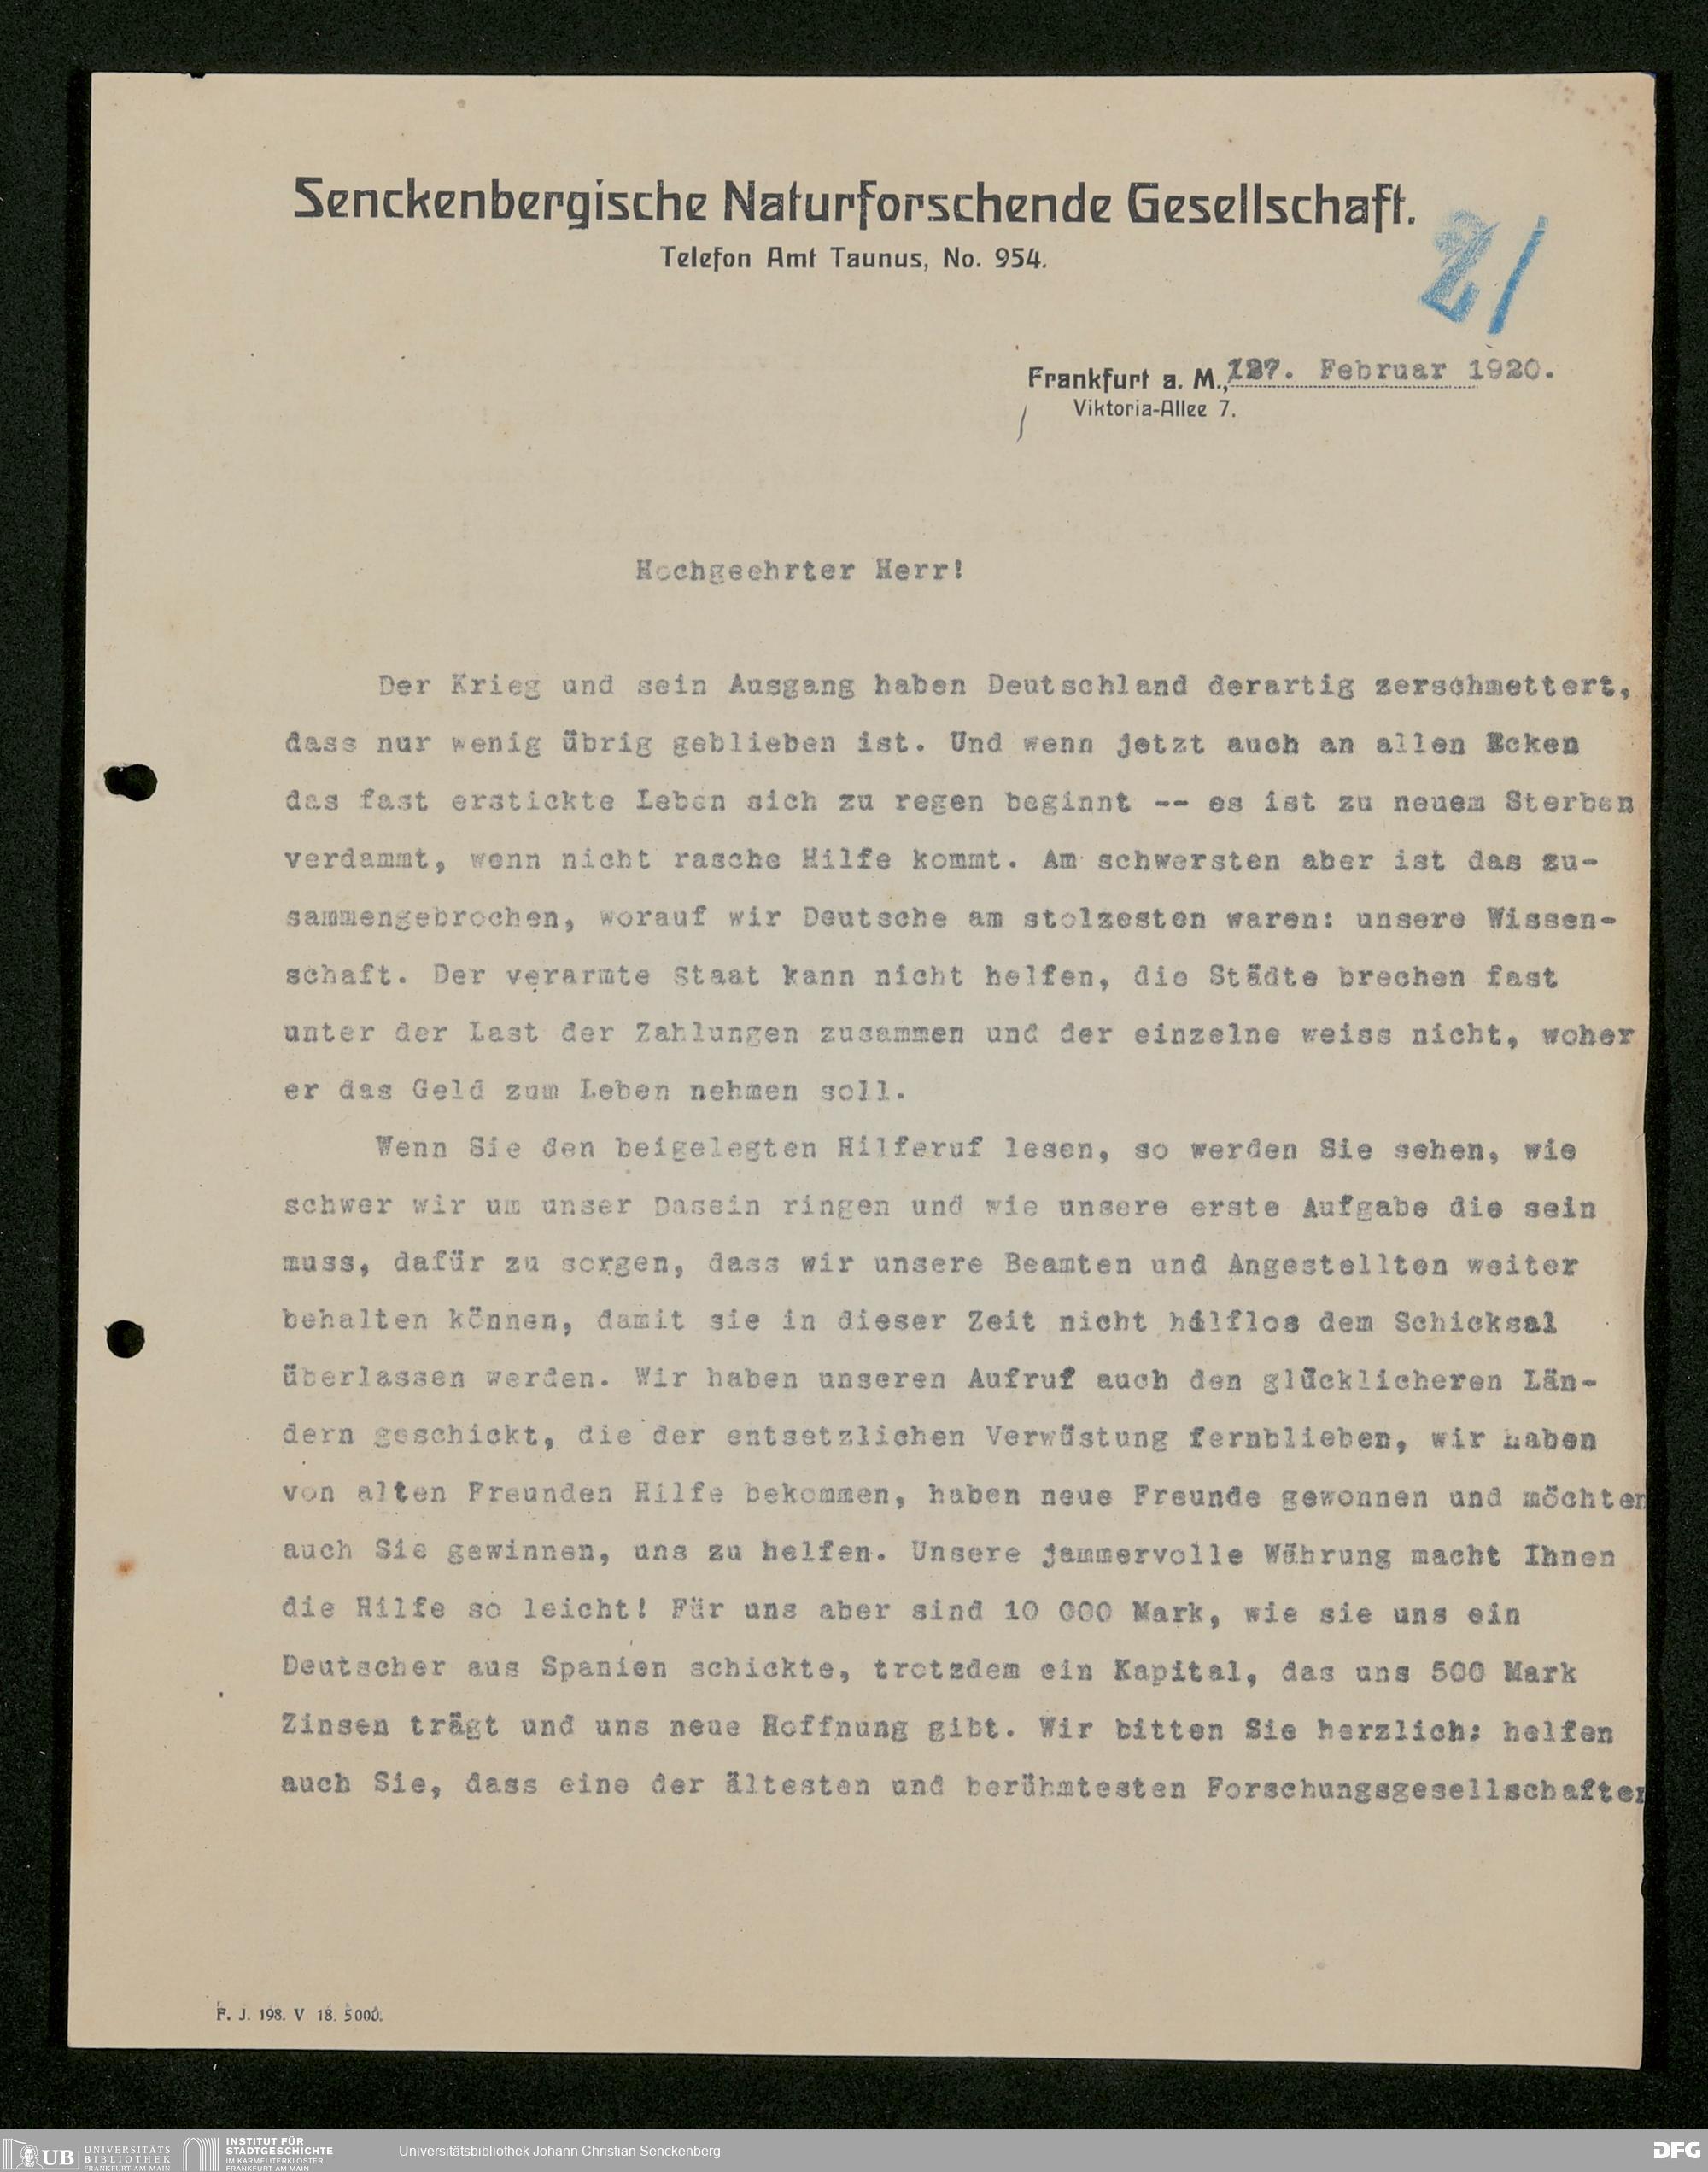 Senckenbergische Naturforschende Gesellschaft.
Telefon Amt Taunus, No. 954.
21
Frankfurt a. M., 127. Februar 1920.
Viktoria-Allee 7.
Hochgeehrter Herr!
Der Krieg und sein Ausgang haben Deutschland derartig zerschmettert,
dass nur wenig übrig geblieben ist. Und wenn jetzt auch an allen Ecken
das fast erstickte Leben sich zu regen beginnt -- es ist zu neuem Sterben
verdammt, wenn nicht rasche Hilfe kommt. Am schwersten aber ist das zu-
sammengebrochen, worauf wir Deutsche am stolzesten waren: unsere Wissen-
schaft. Der verarmte Staat kann nicht helfen, die Städte brechen fast
unter der Last der Zahlungen zusammen und der einzelne weiss nicht, woher
er das Geld zum Leben nehmen soll.
Wenn Sie den beigelegten Hilferuf lesen, so werden Sie sehen, wie
schwer wir um unser Dasein ringen und wie unsere erste Aufgabe die sein
muss, dafür zu sorgen, dass wir unsere Beamten und Angestellten weiter
behalten können, damit sie in dieser Zeit nicht hilflos dem Schicksal
überlassen werden. Wir haben unseren Aufruf auch den glücklicheren Län-
dern geschickt, die der entsetzlichen Verwüstung fernblieben, wir haben
von alten Freunden Hilfe bekommen, haben neue Freunde gewonnen und möchten
auch Sie gewinnen, uns zu helfen. Unsere jammervolle Währung macht Ihnen
die Hilfe so leicht! Für uns aber sind 10 000 Mark, wie sie uns ein
Deutscher aus Spanien schickte, trotzdem ein Kapital, das uns 500 Mark
Zinsen trägt und uns neue Hoffnung gibt. Wir bitten Sie herzlich: helfen
auch Sie, dass eine der ältesten und berühmtesten Forschungsgesellschaften
F. J. 198. V 18. 5000.
UB UNIVERSITÄTS
BIBLIOTHEK
FRANKFURT AM MAIN
INSTITUT FÜR
STADTGESCHICHTE
IM KARMELITERKLOSTER
FRANKFURT AM MAIN
Universitätsbibliothek Johann Christian Senckenberg
DFG